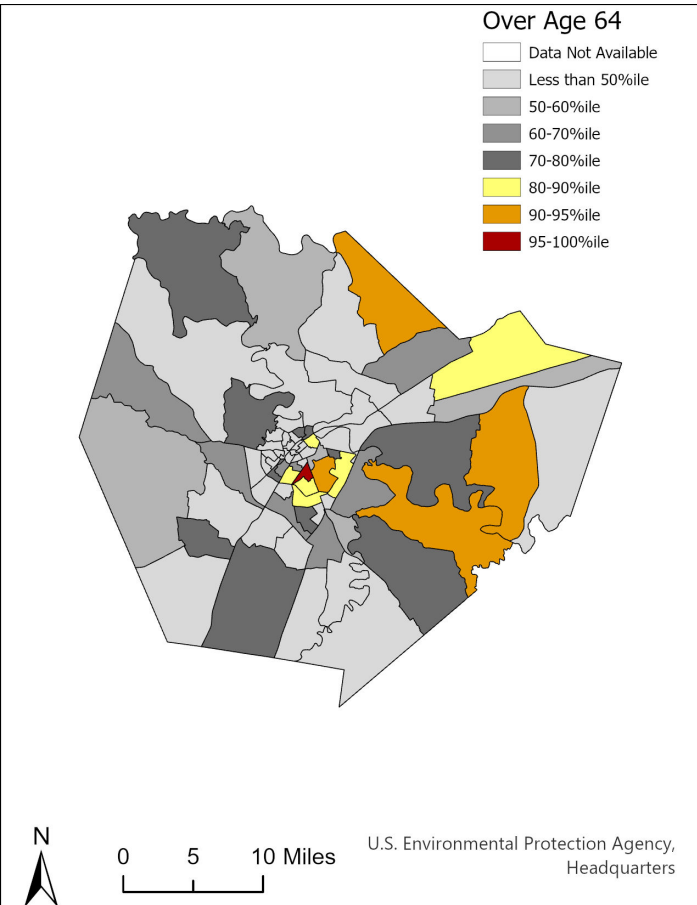 Over Age 64
Data Not Available
Less than 50%ile
50-60%ile
60-70%ile
70-80%ile
80-90%ile
90-95%ile
95-100%ile
N
0 5 10 Miles
U.S. Environmental Protection Agency,
Headquarters